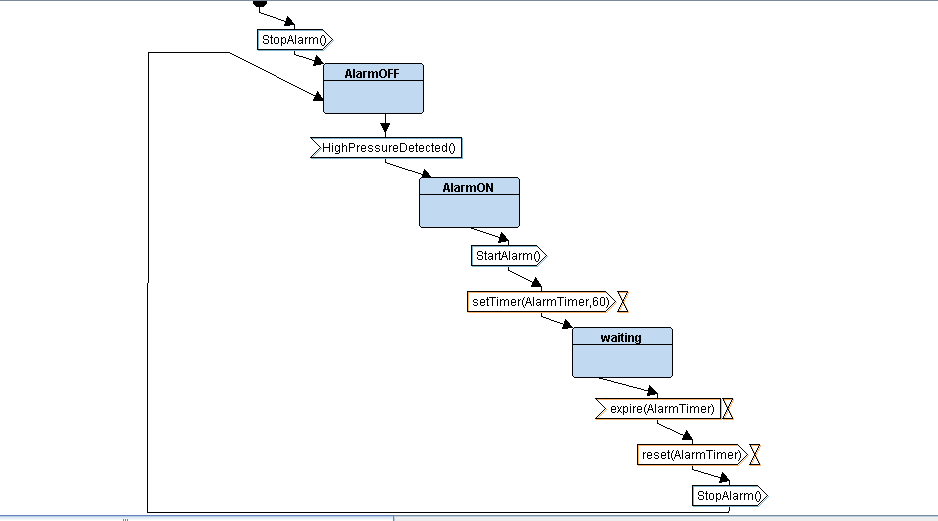 StopAlarm()
AlarmOFF
HighPressureDetected()
AlarmON
StartAlarm()
setTimer(AlarmTimer,60)
waiting
expire(AlarmTimer)
reset(AlarmTimer)
StopAlarm()